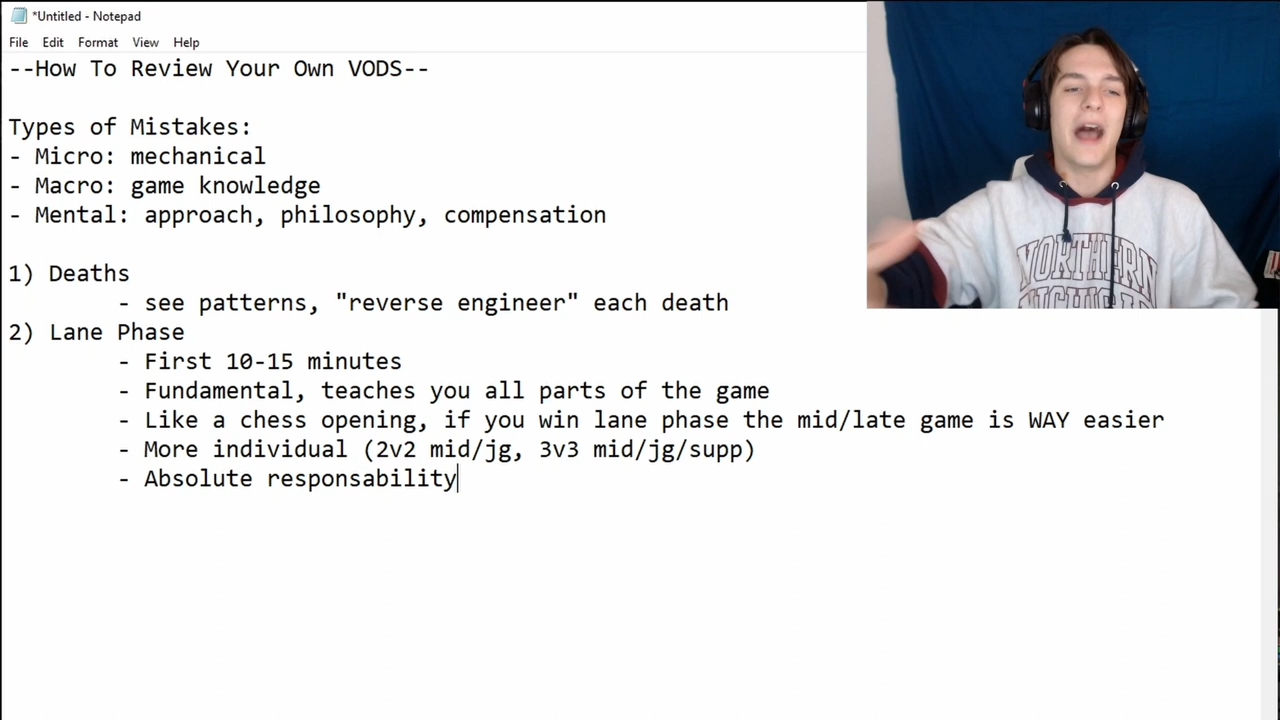 *Untitled - Notepad
File Edit Format View Help
--How To Review Your Own VODS--
Types of Mistakes:
- Micro: mechanical
- Macro: game knowledge
- Mental: approach, philosophy, compensation
1) Deaths
- see patterns, "reverse engineer" each death
2) Lane Phase
- First 10-15 minutes
- Fundamental, teaches you all parts of the game
- Like a chess opening, if you win lane phase the mid/late game is WAY easier
- More individual (2v2 mid/jg, 3v3 mid/jg/supp)
- Absolute responsability
NORTHERN
MICHIGAN